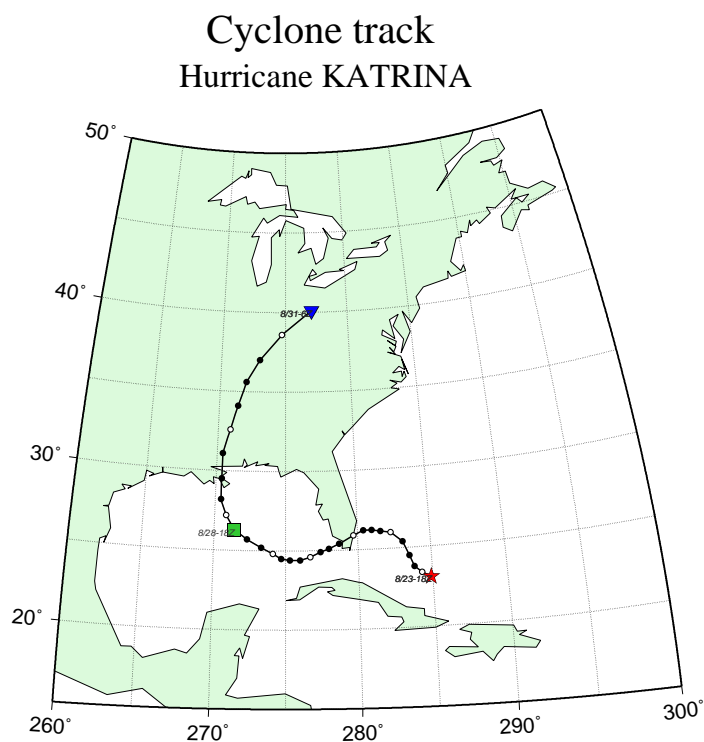 Cyclone track
Hurricane KATRINA
50°
40°
8/31-6Z
30°
8/28-18Z
8/23-18Z
20°
260°
270°
280°
290°
300°